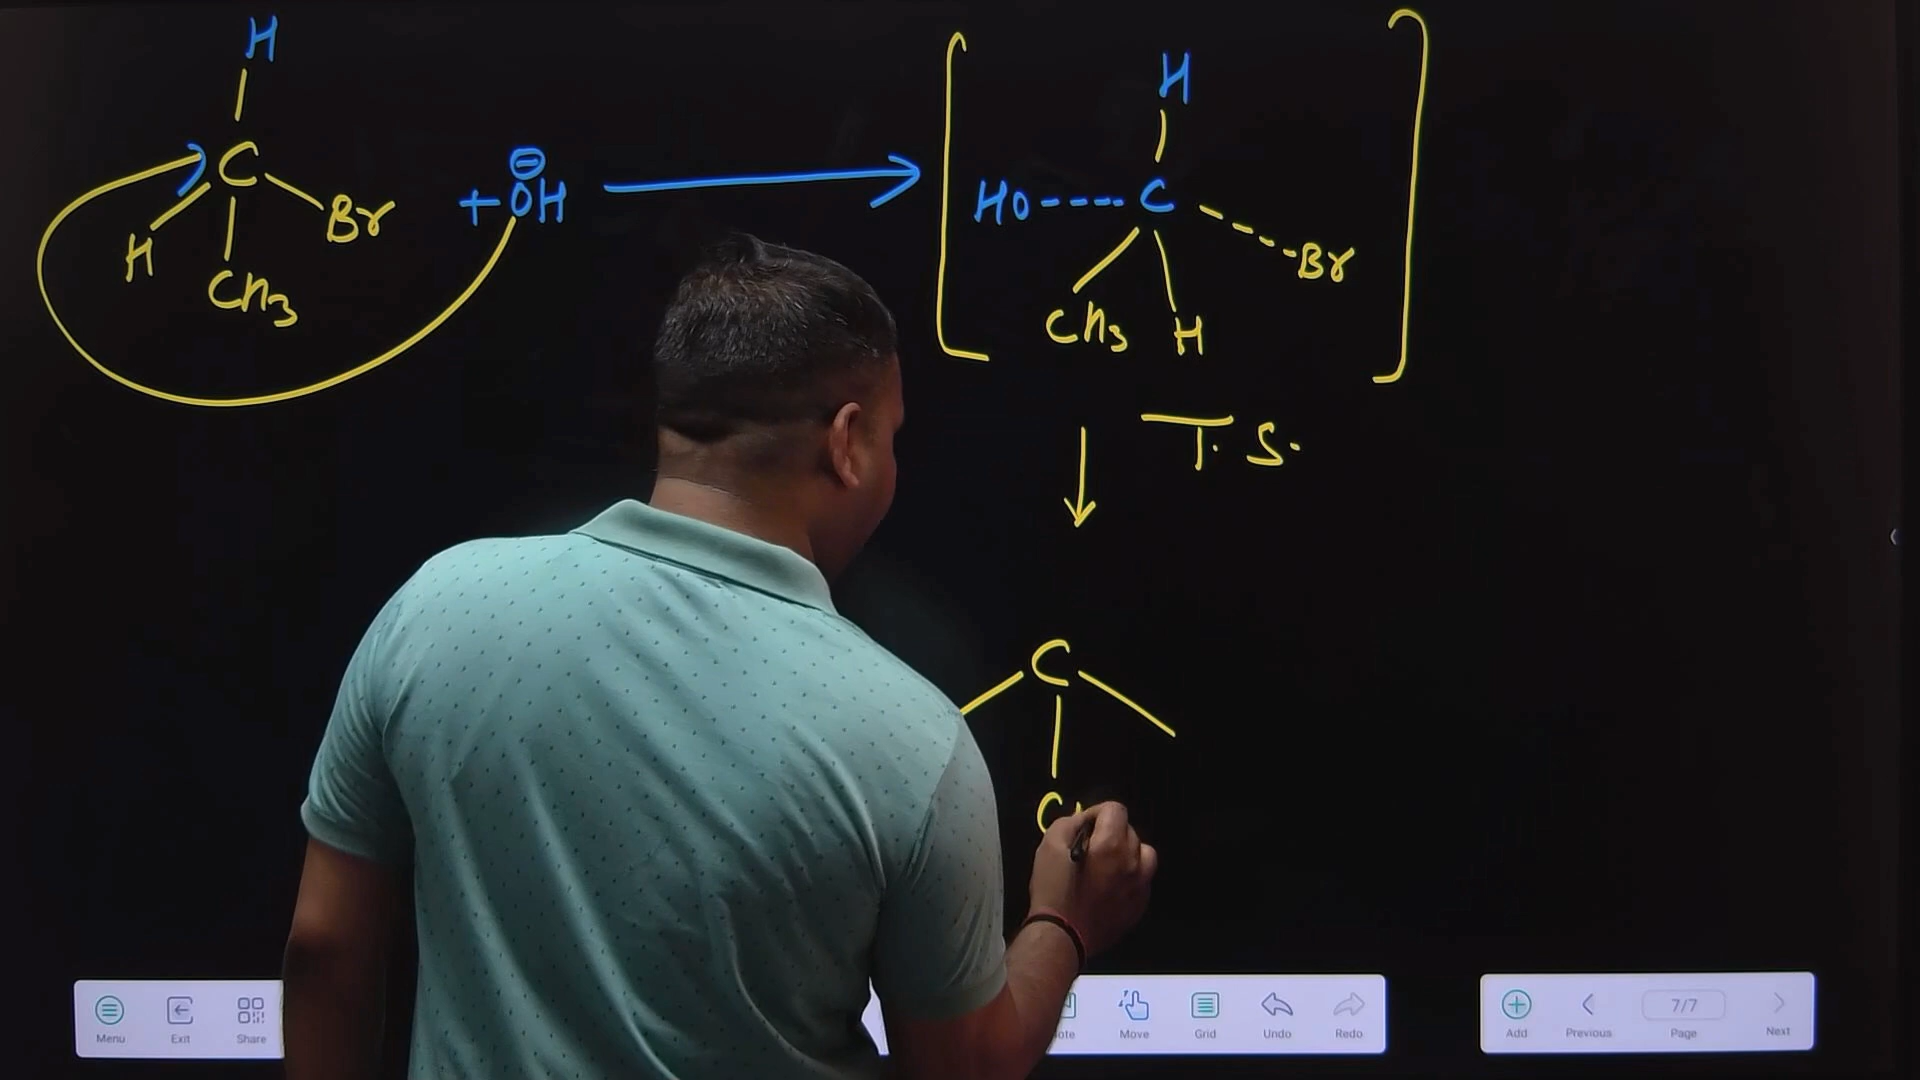 H
C
Br
H
CH3
+ ⊖OH
H
HO----C----Br
CH3 H
T.S.
C
C
Menu Exit Share
Move Grid Undo Redo
Add Previous 7/7 Page Next